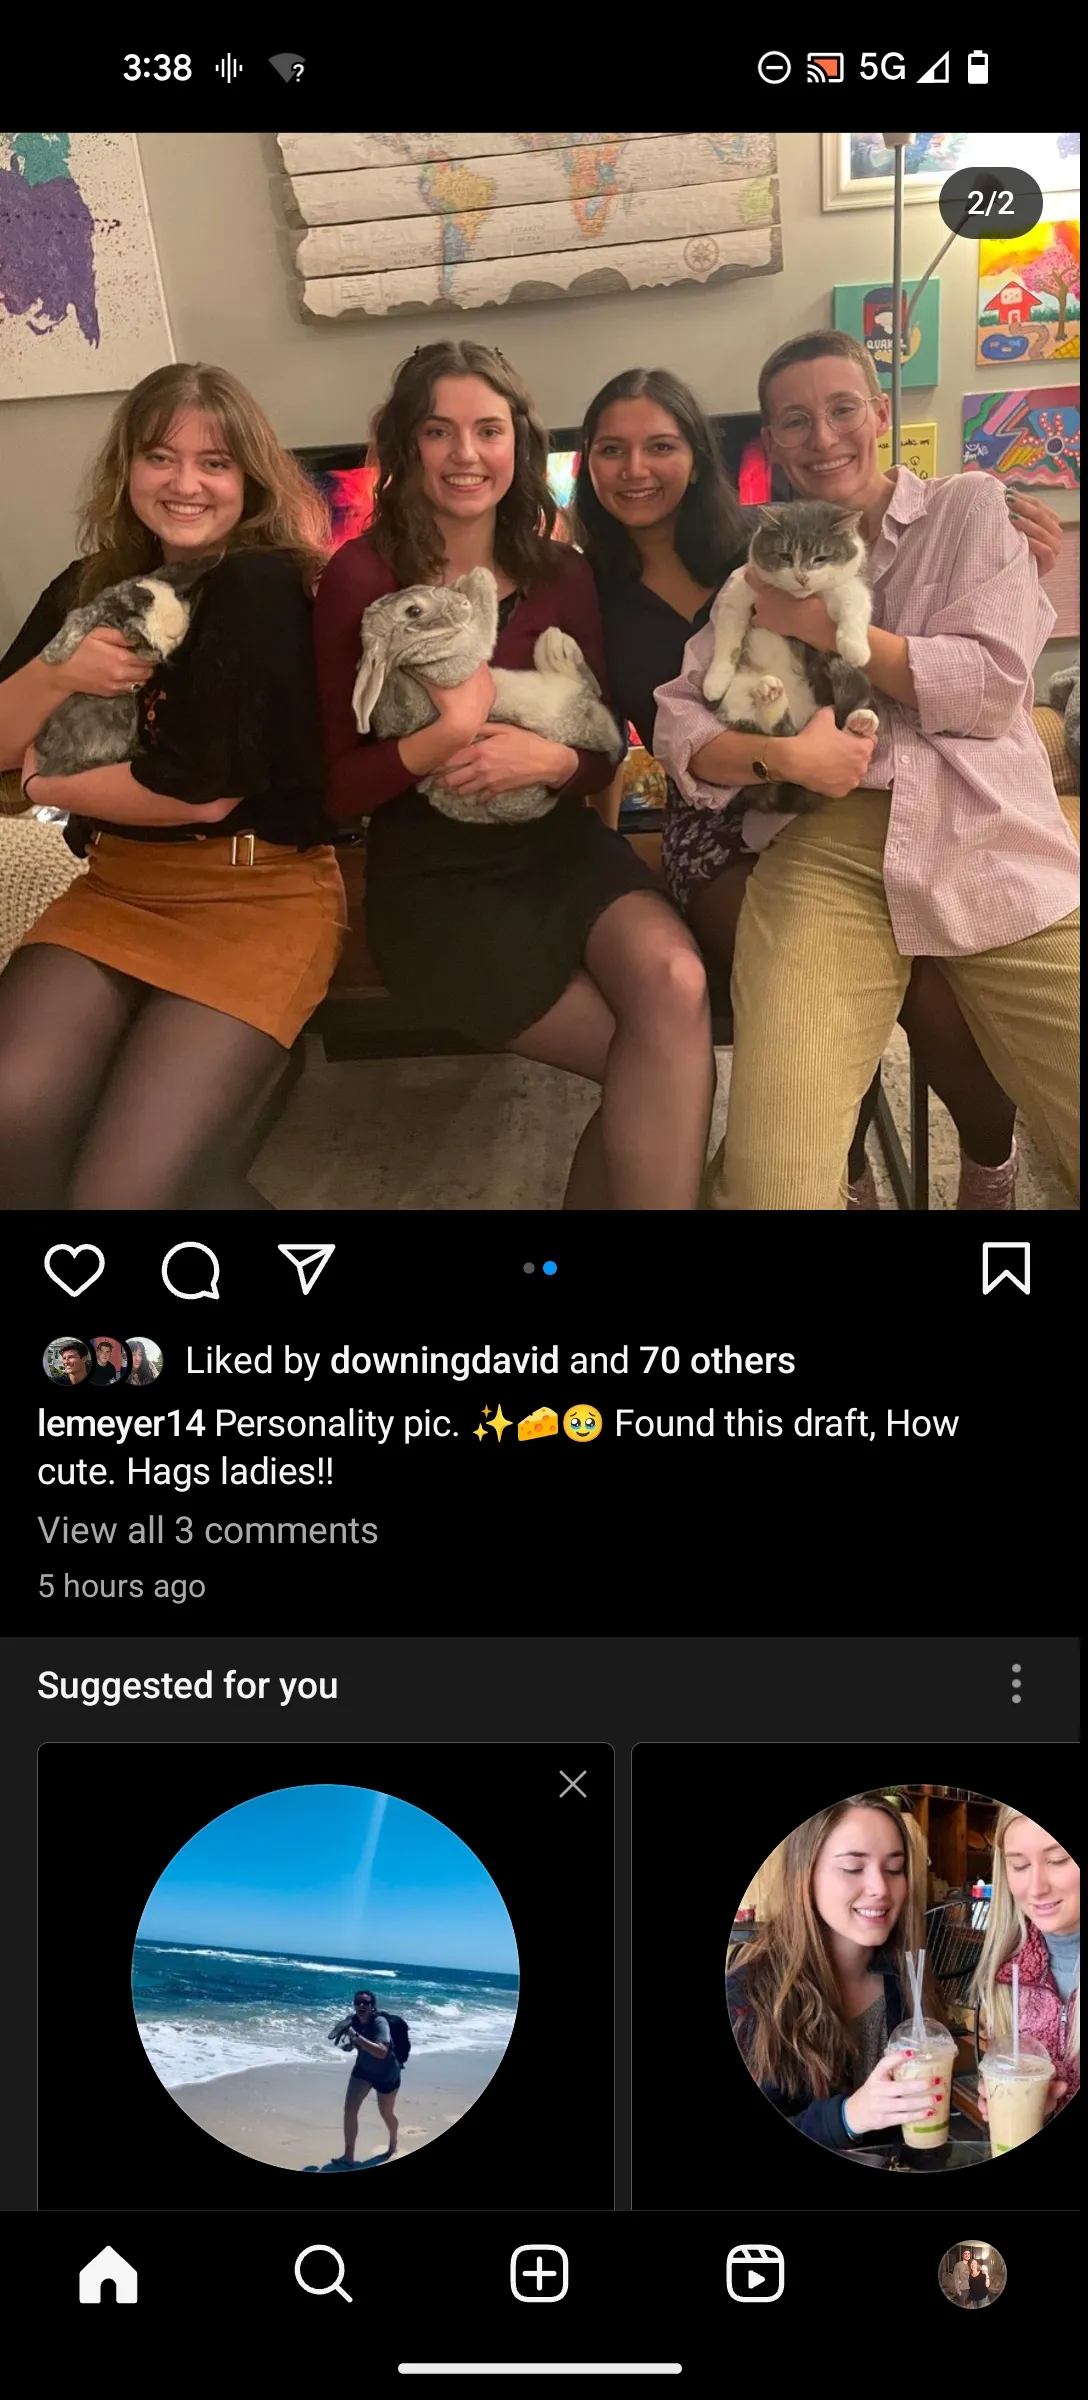 3:38
5G
2/2
QUAKE
Liked by downingdavid and 70 others
lemeyer14 Personality pic. ✨🧀🥹 Found this draft, How
cute. Hags ladies!!
View all 3 comments
5 hours ago
Suggested for you